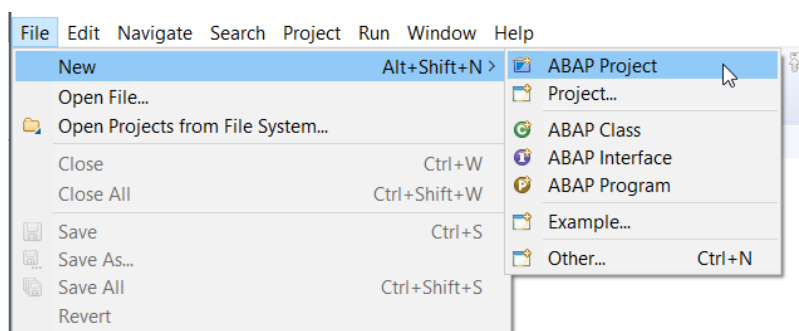 File Edit Navigate Search Project Run Window Help
New Alt+Shift+N > ABAP Project
Open File... Project...
Open Projects from File System... ABAP Class
Close Ctrl+W ABAP Interface
Close All Ctrl+Shift+W ABAP Program
Save Ctrl+S Example...
Save As... Other... Ctrl+N
Save All Ctrl+Shift+S
Revert